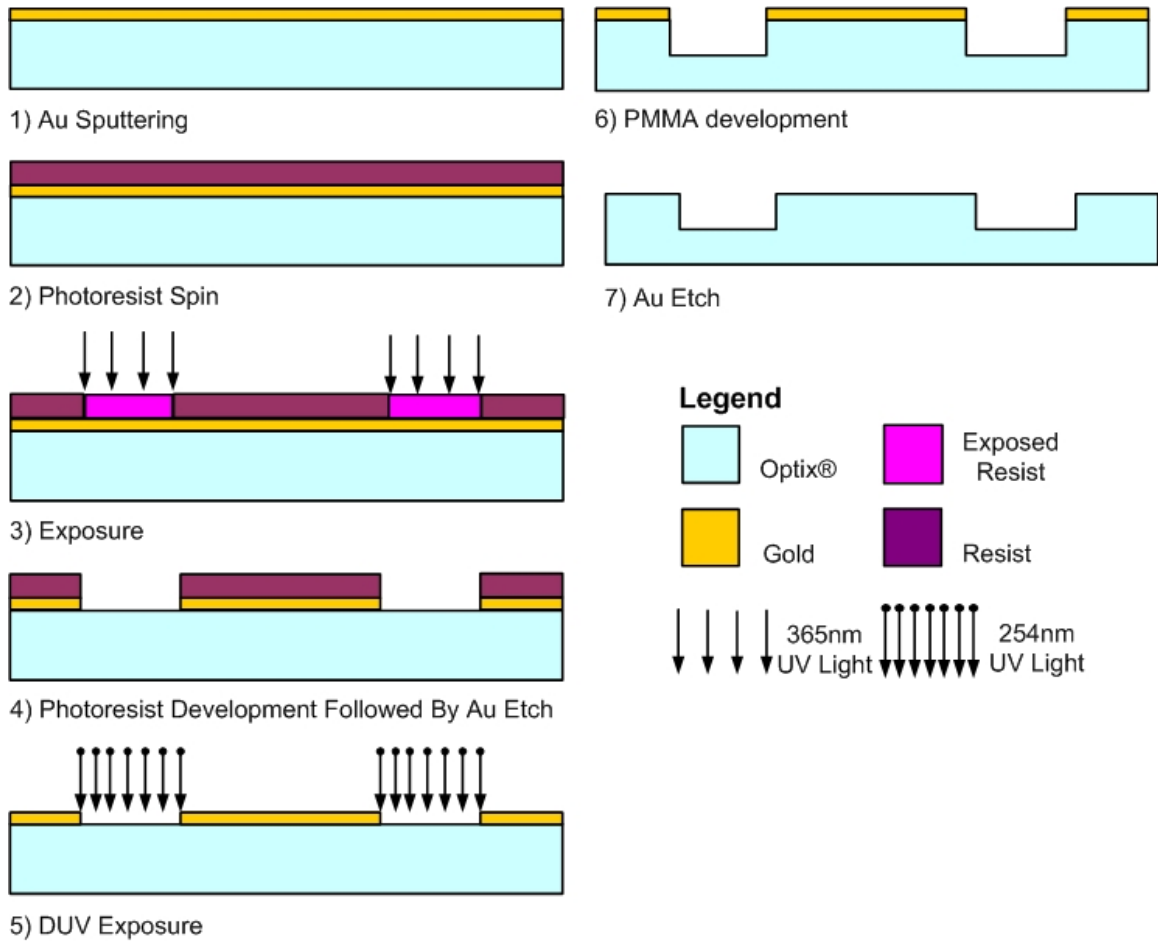 1) Au Sputtering
2) Photoresist Spin
3) Exposure
4) Photoresist Development Followed By Au Etch
5) DUV Exposure
6) PMMA development
7) Au Etch
Legend
Optix®
Exposed
Resist
Gold
Resist
365nm
UV Light
254nm
UV Light